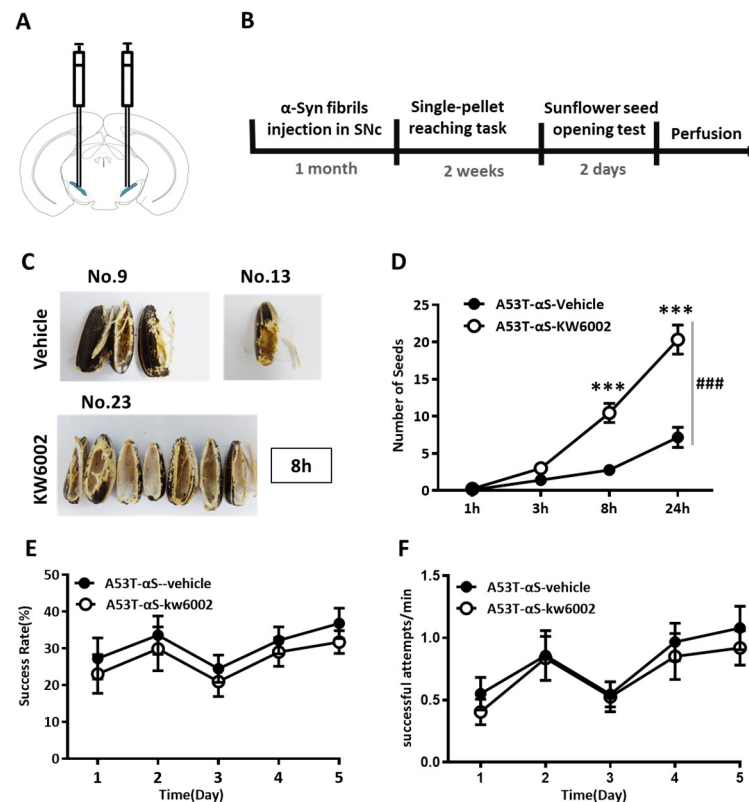 A
B
α-Syn fibrils
injection in SNc
Single-pellet
reaching task
Sunflower seed
opening test
Perfusion
1 month
2 weeks
2 days
C
No.9
No.13
Vehicle
No.23
KW6002
8h
D
A53T-αS-Vehicle
A53T-αS-KW6002
Number of Seeds
25
20
15
10
5
0
***
***
###
1h
3h
8h
24h
E
A53T-αS--vehicle
A53T-αS-kw6002
Success Rate(%)
50
40
30
20
10
0
1
2
3
4
5
Time(Day)
F
A53T-αS-vehicle
A53T-αS-kw6002
successful attempts/min
1.5
1.0
0.5
0.0
1
2
3
4
5
Time(Day)